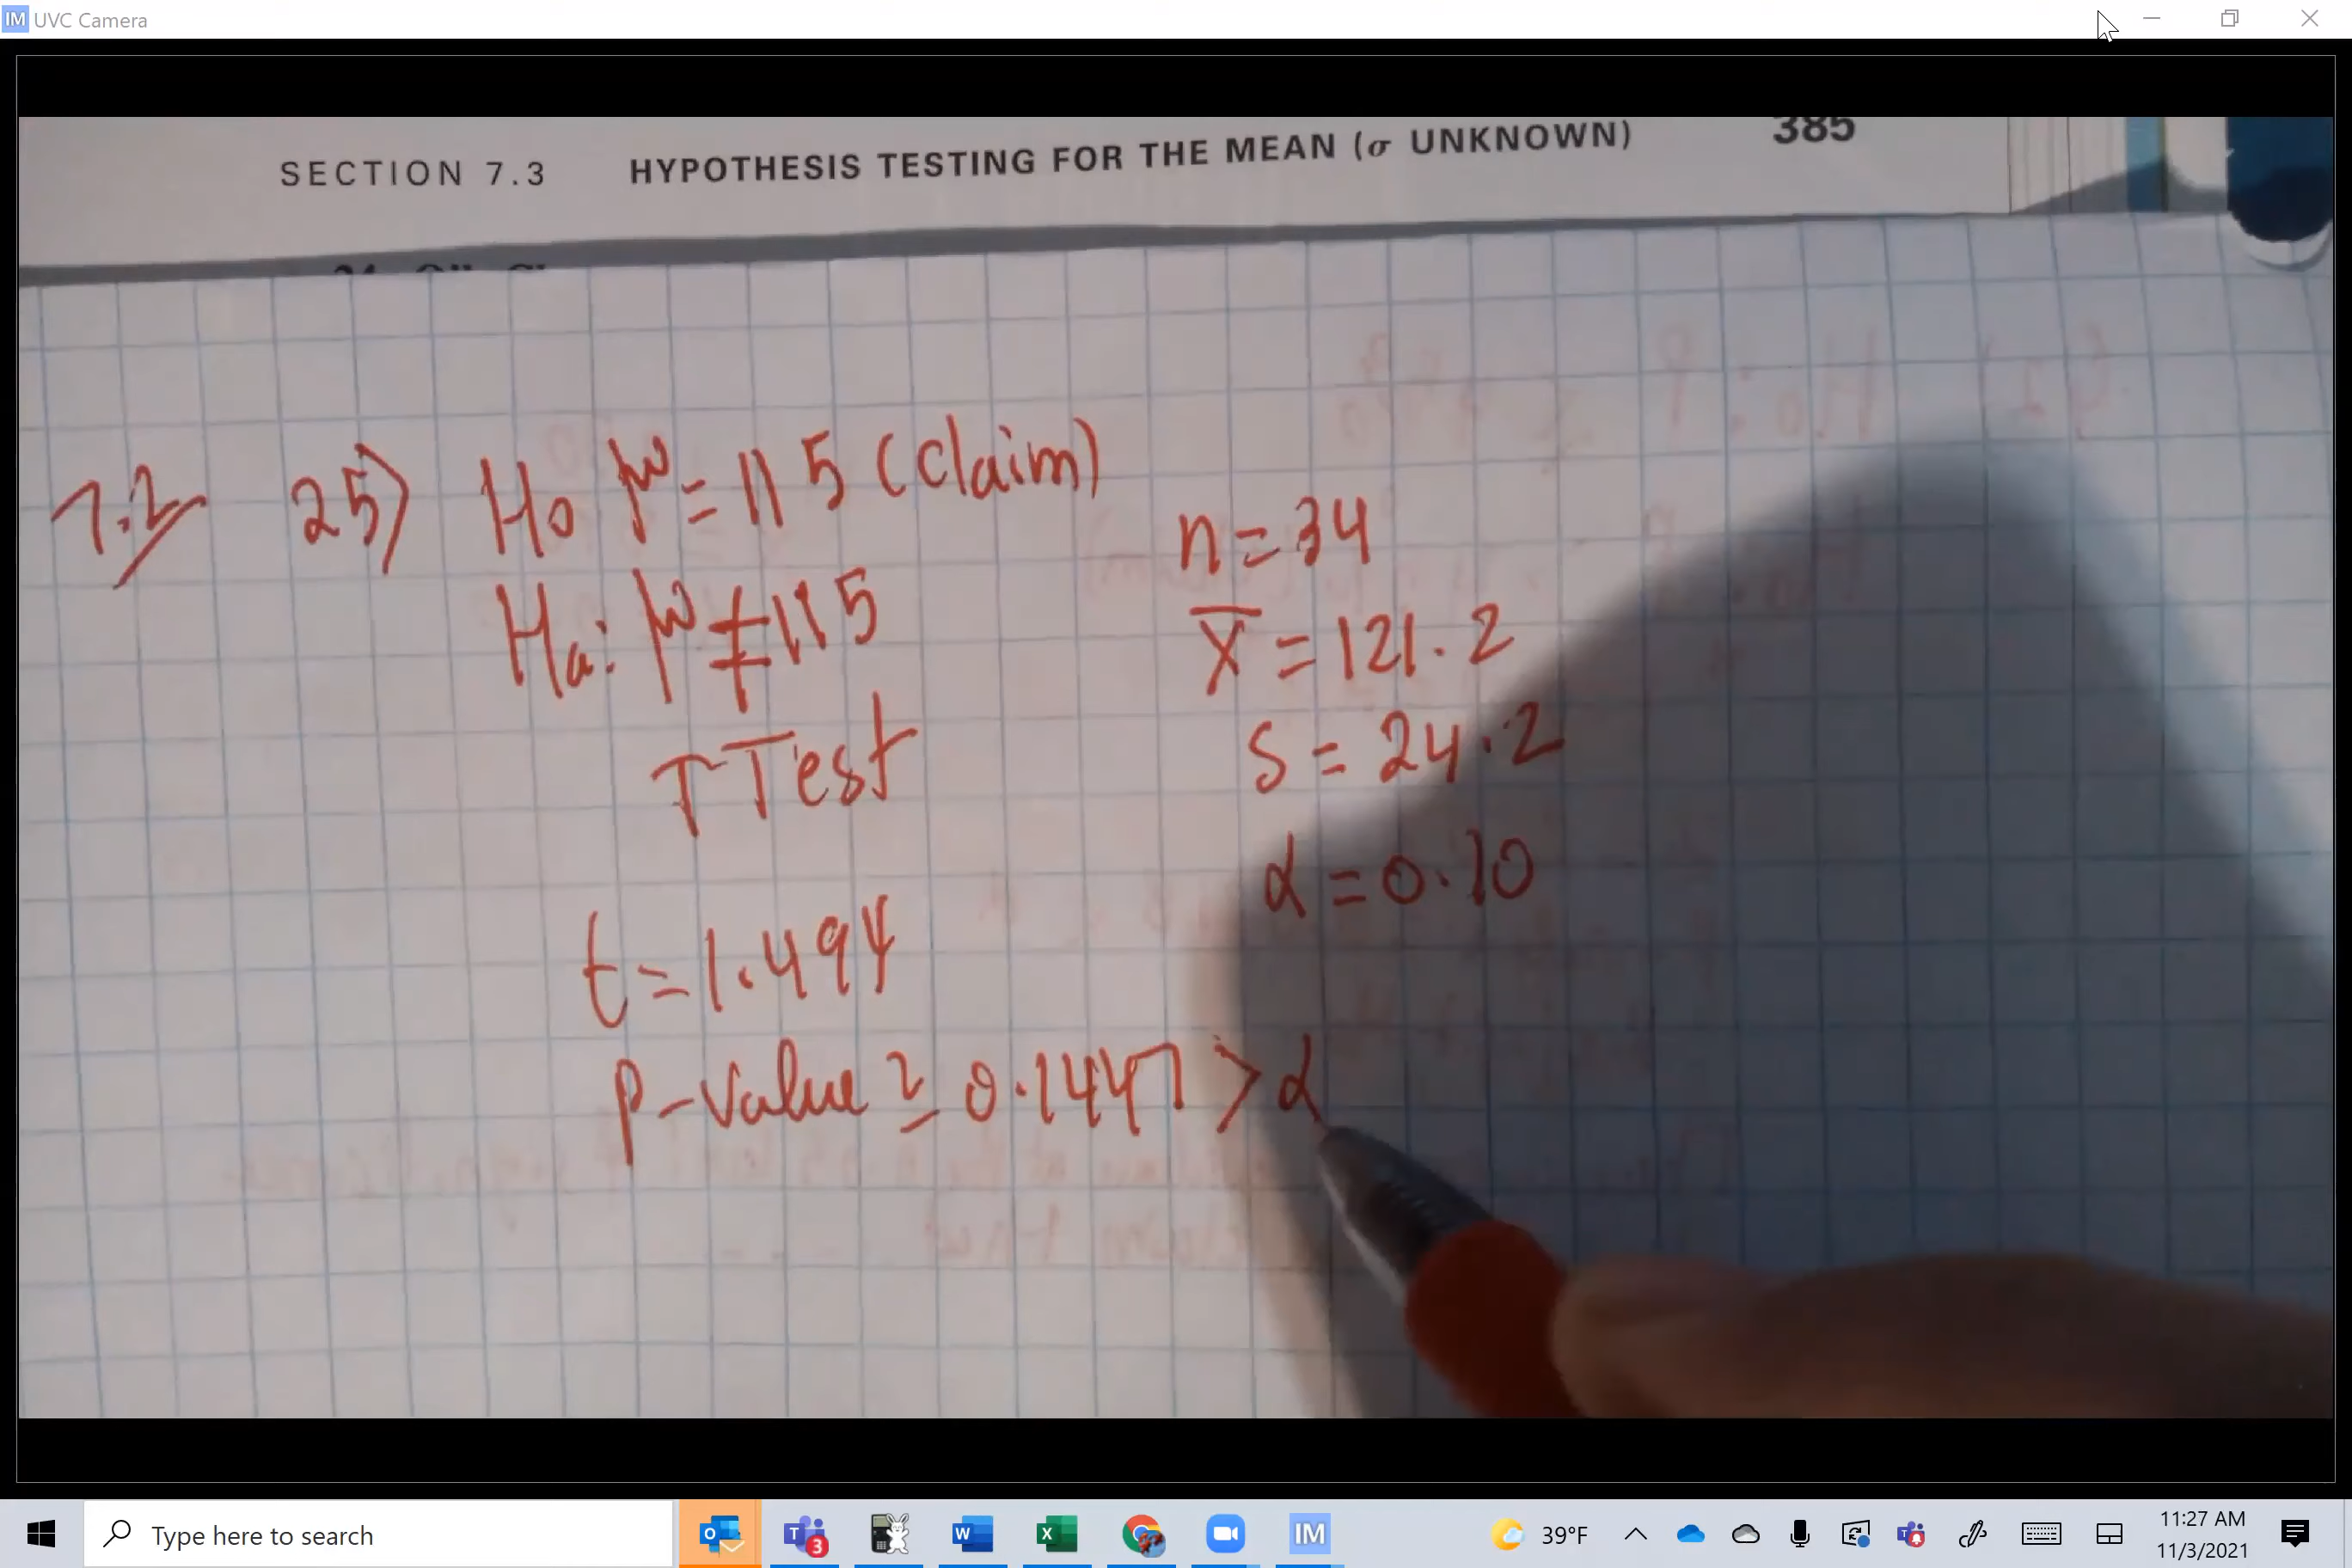 IM UVC Camera
SECTION 7.3 HYPOTHESIS TESTING FOR THE MEAN (σ UNKNOWN) 385
7.2 25) Ho μ = 115 (claim)
Ha: μ ≠ 115
T Test
n = 34
x̄ = 121.2
s = 24.2
α = 0.10
t = 1.494
p-value ≈ 0.1447 > α
Type here to search
39°F
11:27 AM
11/3/2021